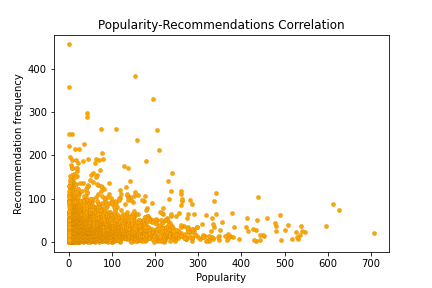 Popularity-Recommendations Correlation
Recommendation frequency
400
300
200
100
0
0 100 200 300 400 500 600 700
Popularity